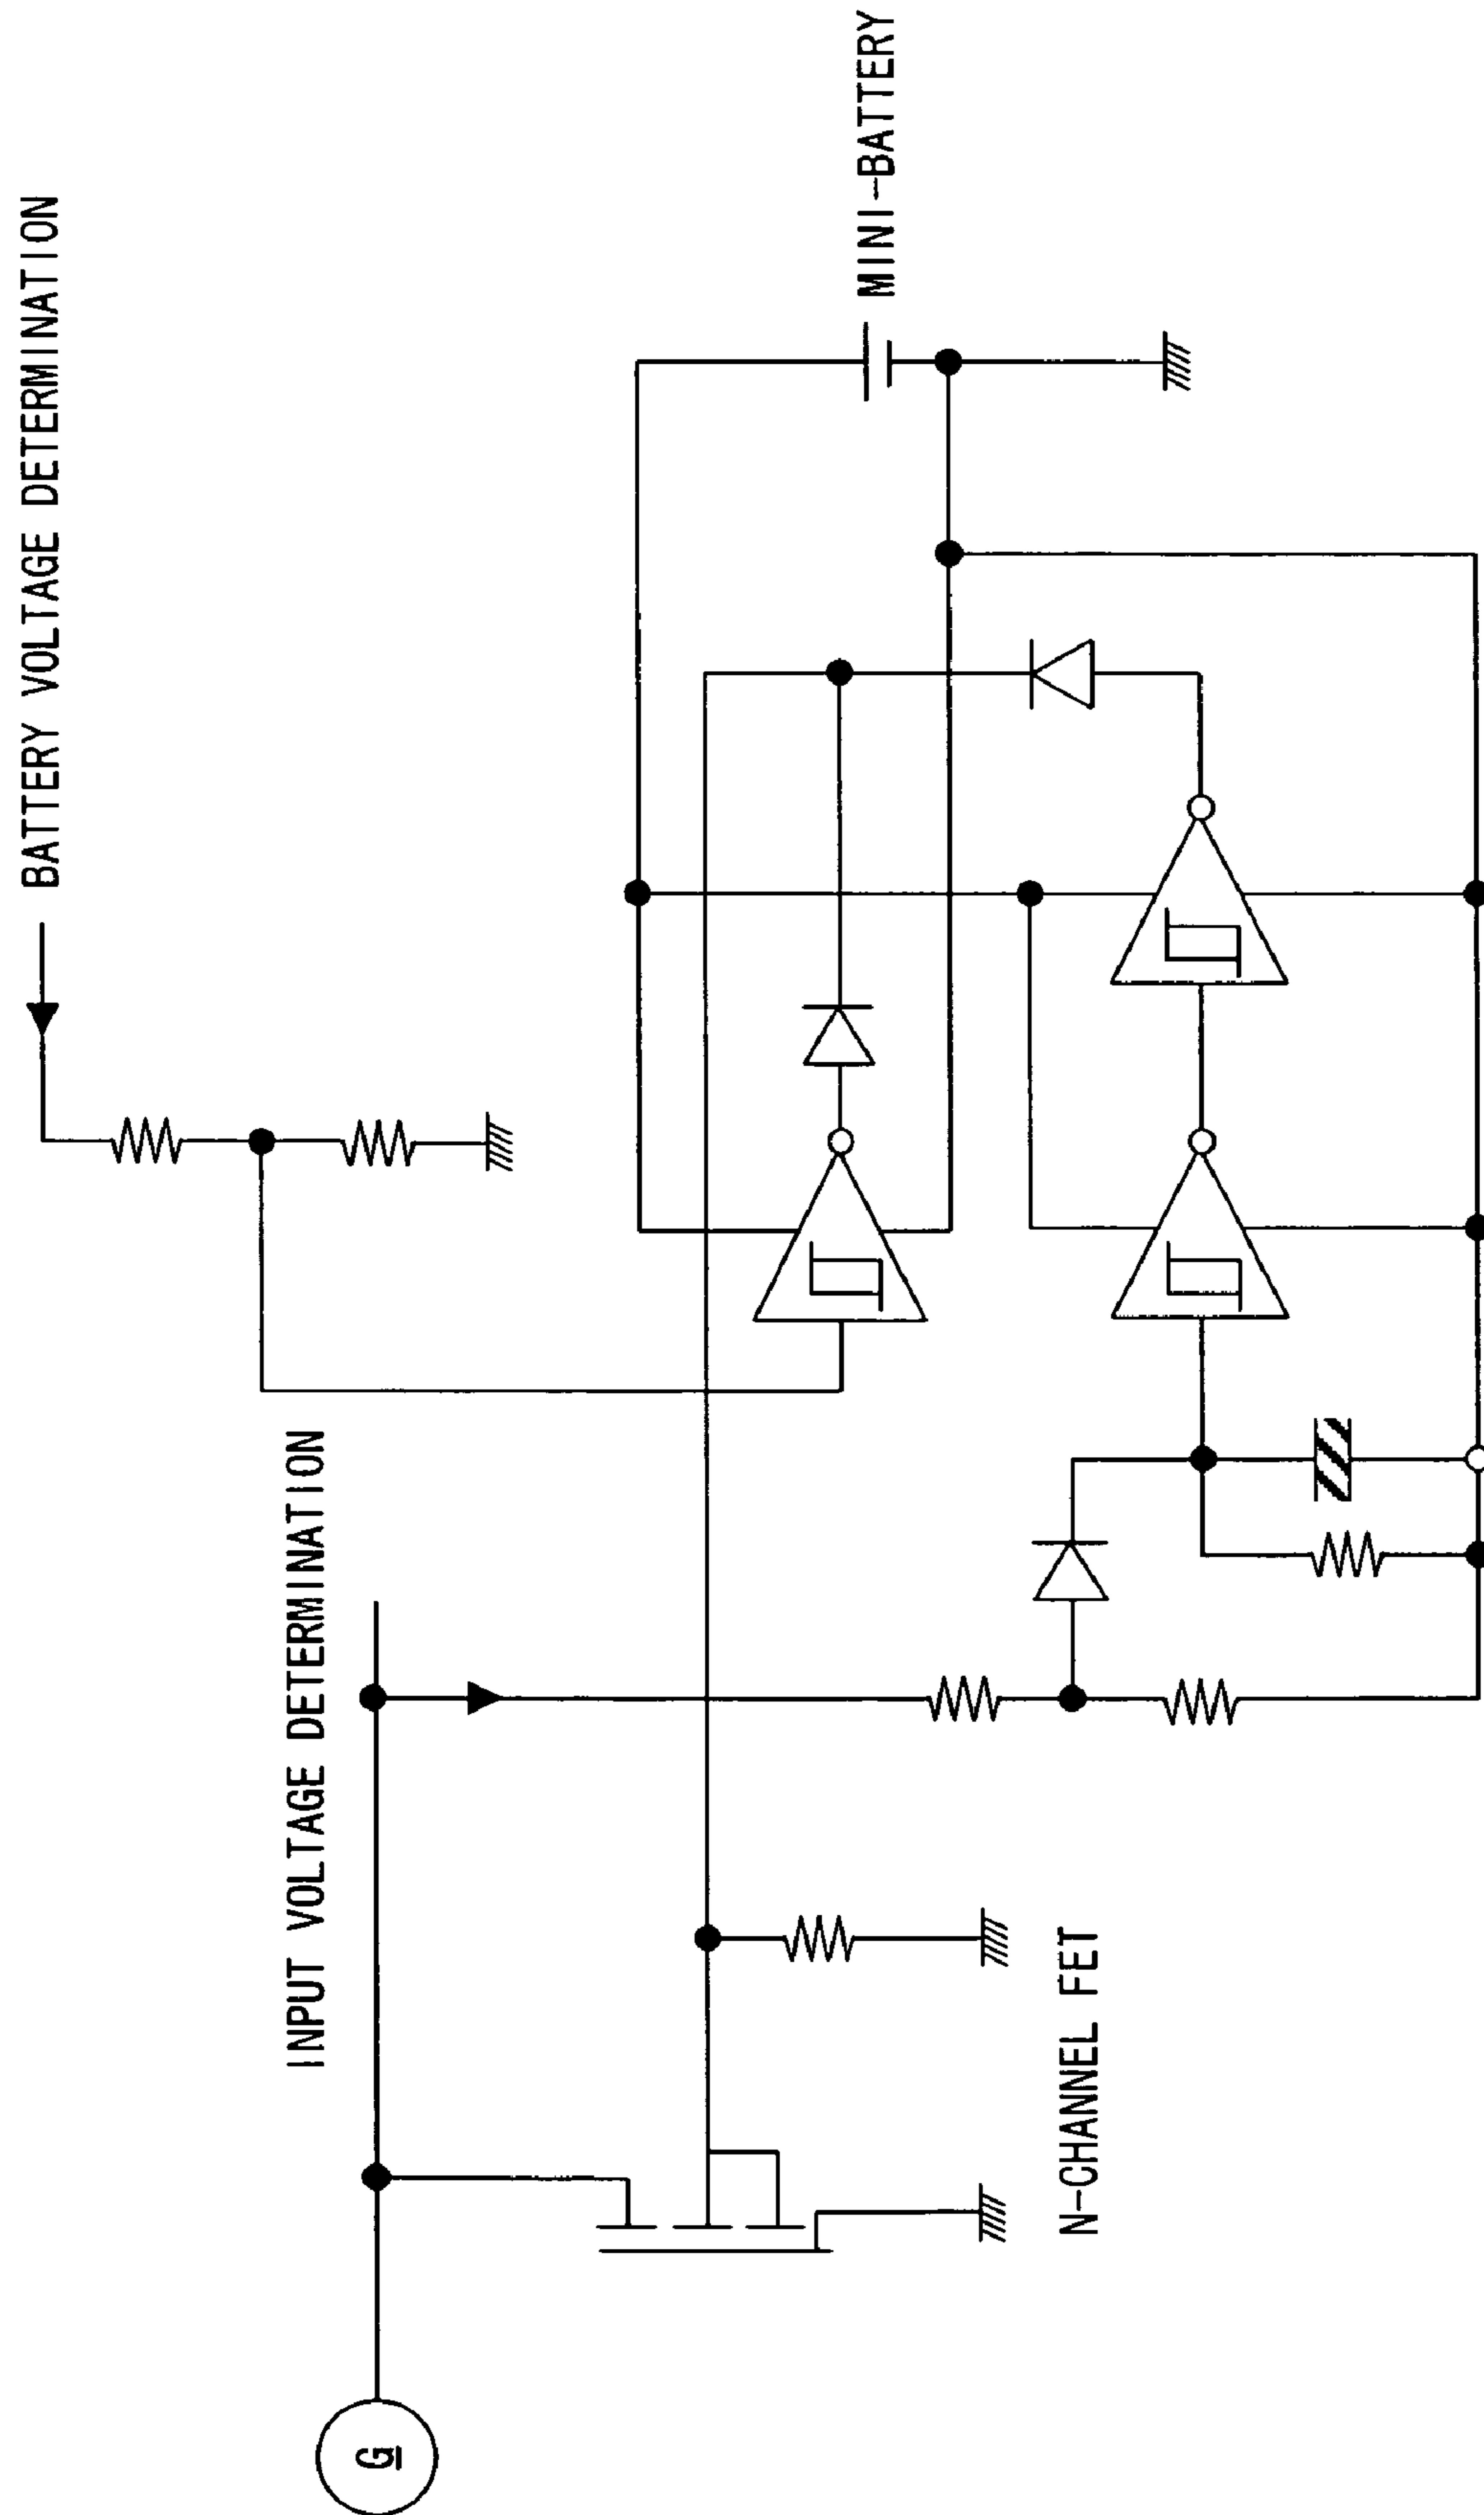 BATTERY VOLTAGE DETERMINATION
INPUT VOLTAGE DETERMINATION
MINI-BATTERY
N-CHANNEL FET
G